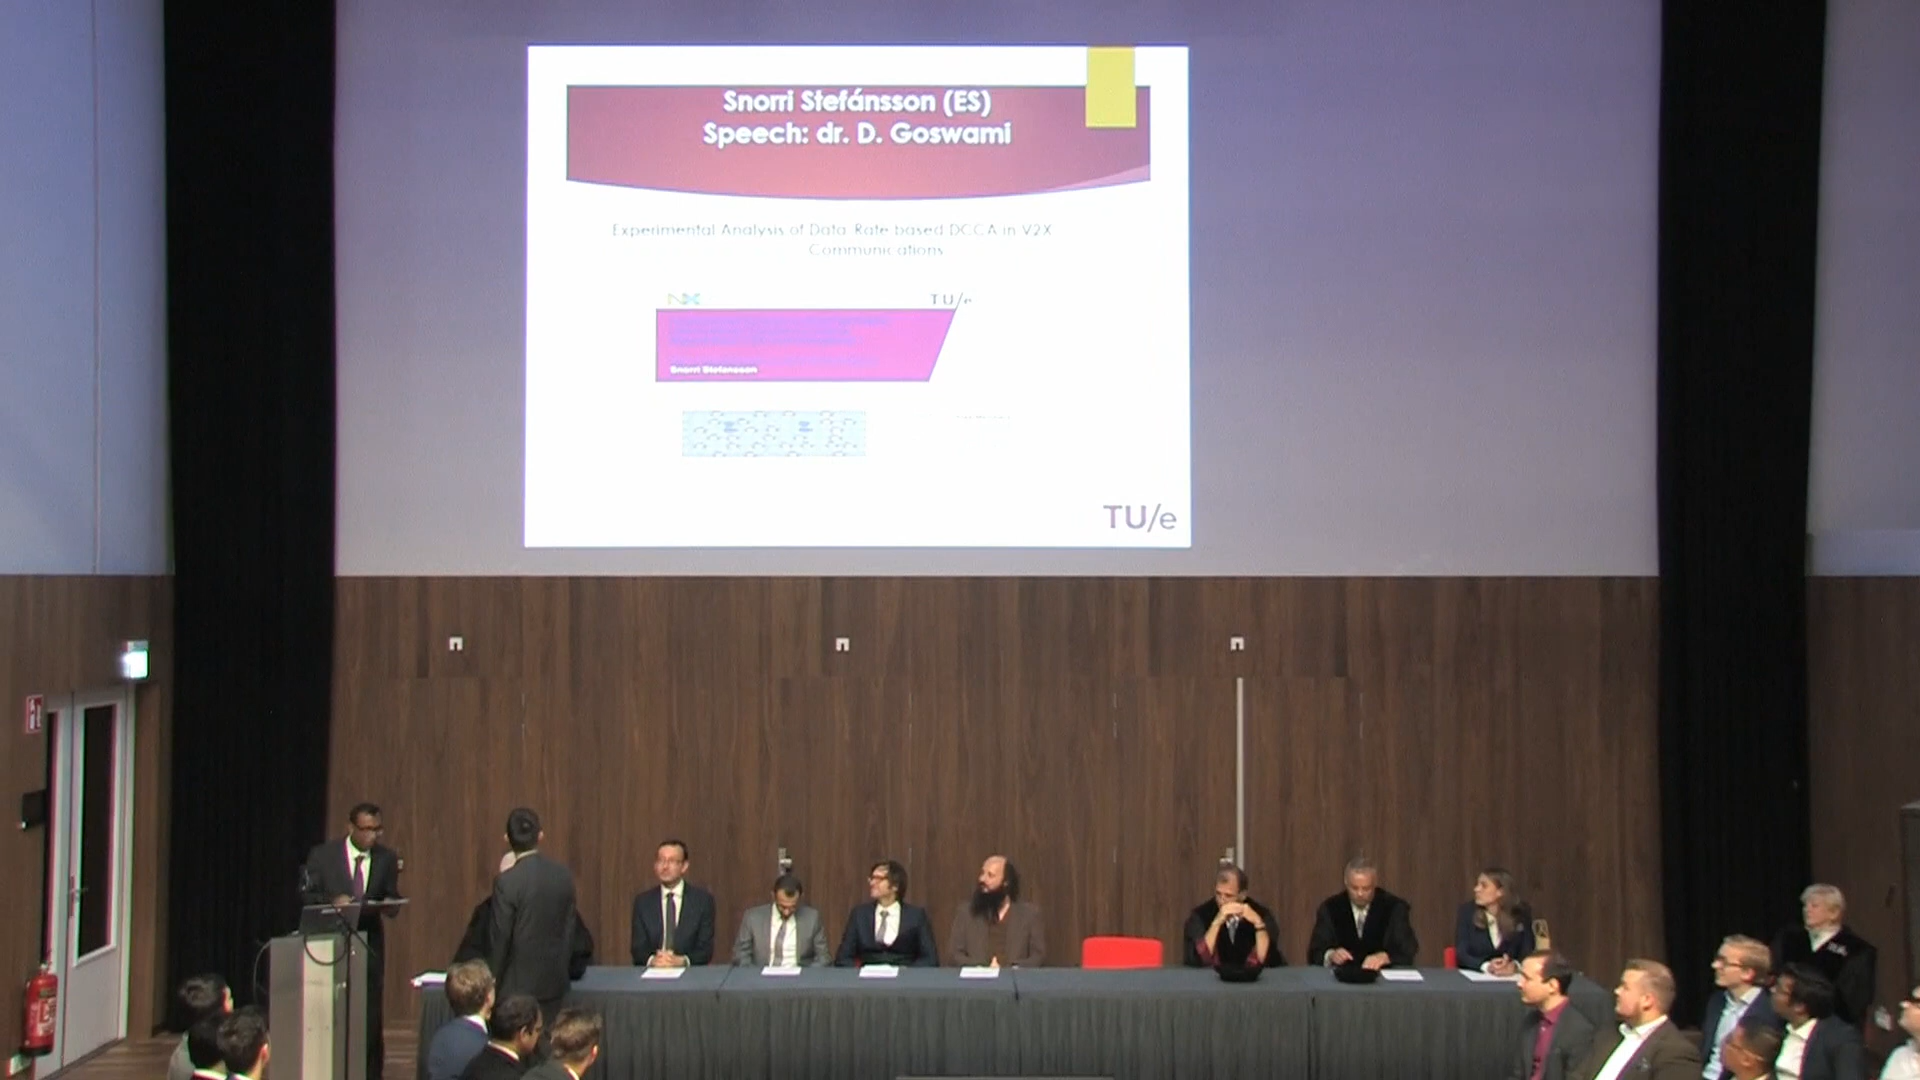 Snorri Stefánsson (ES)
Speech: dr. D. Goswami
Experimental Analysis of Data Rate based DCCA in V2X
Communications
TU/e
Snorri Stefansson
TU/e